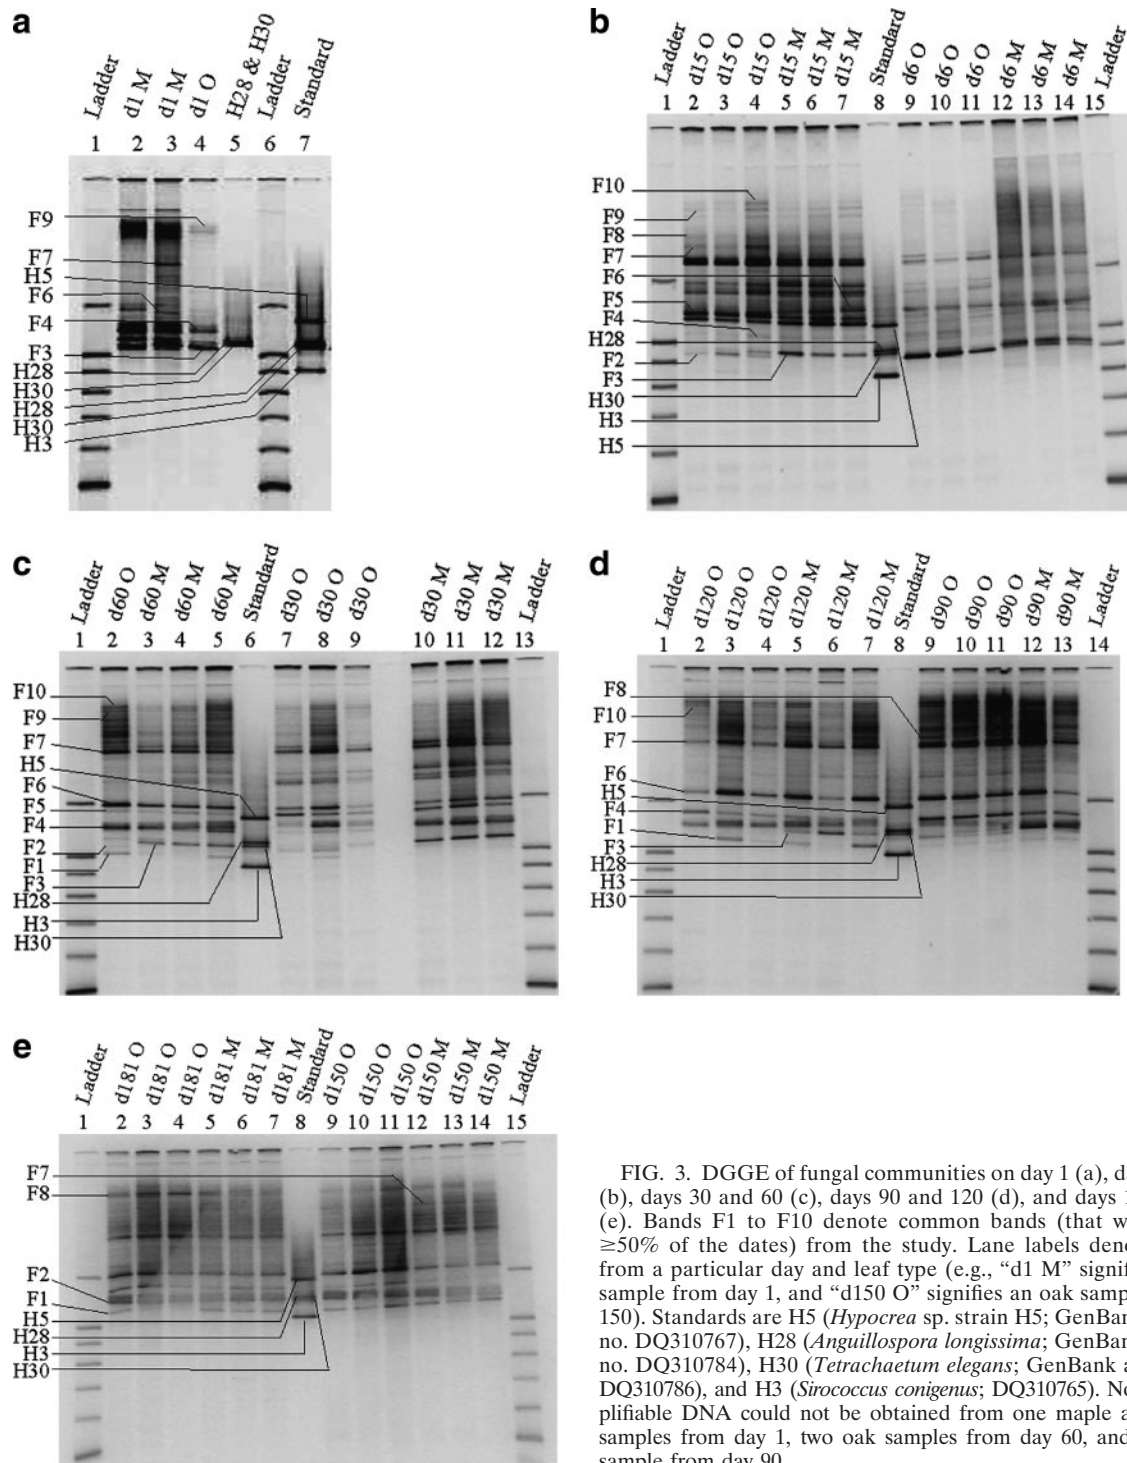 a
Ladder d1 M d1 M d1 O H28 & H30 Ladder Standard
1 2 3 4 5 6 7
F9
F7
H5
F6
F4
F3
H28
H30
H28
H30
H3
b
Ladder d15 O d15 O d15 O d15 M d15 M d15 M Standard d6 O d6 O d6 O d6 M d6 M d6 M Ladder
1 2 3 4 5 6 7 8 9 10 11 12 13 14 15
F10
F9
F8
F7
F6
F5
F4
H28
F2
F3
H30
H3
H5
c
Ladder d60 O d60 M d60 M d60 M Standard d30 O d30 O d30 O d30 M d30 M d30 M Ladder
1 2 3 4 5 6 7 8 9 10 11 12 13
F10
F9
F7
H5
F6
F5
F4
F2
F1
F3
H28
H3
H30
d
Ladder d120 O d120 O d120 O d120 M d120 M d120 M Standard d90 O d90 O d90 O d90 M d90 M Ladder
1 2 3 4 5 6 7 8 9 10 11 12 13 14
F8
F10
F7
F6
H5
F4
F1
F3
H28
H3
H30
e
Ladder d181 O d181 O d181 O d181 M d181 M d181 M Standard d150 O d150 O d150 O d150 M d150 M d150 M Ladder
1 2 3 4 5 6 7 8 9 10 11 12 13 14 15
F7
F8
F2
F1
H5
H28
H3
H30
FIG. 3. DGGE of fungal communities on day 1 (a), d
(b), days 30 and 60 (c), days 90 and 120 (d), and days 1
(e). Bands F1 to F10 denote common bands (that w
≥50% of the dates) from the study. Lane labels deno
from a particular day and leaf type (e.g., “d1 M” signif
sample from day 1, and “d150 O” signifies an oak samp
150). Standards are H5 (Hypocrea sp. strain H5; GenBan
no. DQ310767), H28 (Anguillospora longissima; GenBan
no. DQ310784), H30 (Tetrachaetum elegans; GenBank a
DQ310786), and H3 (Sirococcus conigenus; DQ310765). No
plifiable DNA could not be obtained from one maple a
samples from day 1, two oak samples from day 60, and
sample from day 90.